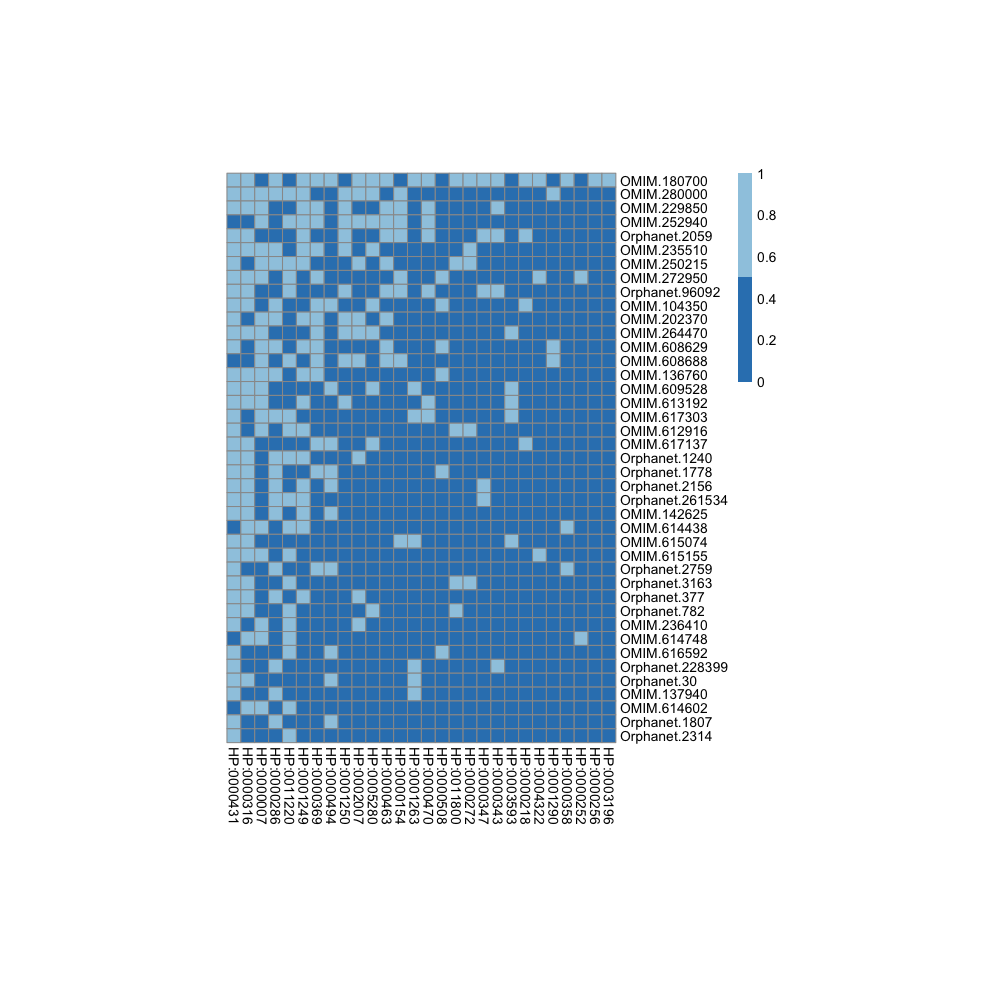 OMIM.180700
OMIM.280000
OMIM.229850
OMIM.252940
Orphanet.2059
OMIM.235510
OMIM.250215
OMIM.272950
Orphanet.96092
OMIM.104350
OMIM.202370
OMIM.264470
OMIM.608629
OMIM.608688
OMIM.136760
OMIM.609528
OMIM.613192
OMIM.617303
OMIM.612916
OMIM.617137
Orphanet.1240
Orphanet.1778
Orphanet.2156
Orphanet.261534
OMIM.142625
OMIM.614438
OMIM.615074
OMIM.615155
Orphanet.2759
Orphanet.3163
Orphanet.377
Orphanet.782
OMIM.236410
OMIM.614748
OMIM.616592
Orphanet.228399
Orphanet.30
OMIM.137940
OMIM.614602
Orphanet.1807
Orphanet.2314
1
0.8
0.6
0.4
0.2
0
HP:0000431
HP:0000316
HP:0000007
HP:0000286
HP:0011220
HP:0001249
HP:0000369
HP:0000494
HP:0001250
HP:0002007
HP:0005280
HP:0000463
HP:0000154
HP:0001263
HP:0000470
HP:0000508
HP:0011800
HP:0000272
HP:0000347
HP:0000343
HP:0003593
HP:0000218
HP:0004322
HP:0001290
HP:0000358
HP:0000252
HP:0000256
HP:0003196